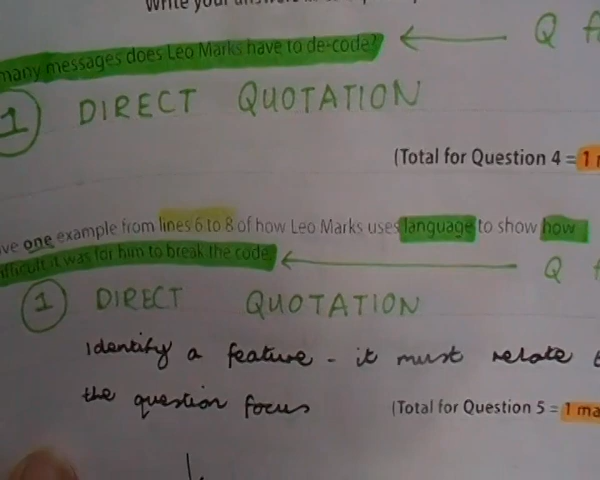 Write your
many messages does Leo Marks have to de-code?
Q
1 DIRECT QUOTATION
(Total for Question 4 = 1
one example from lines 6 to 8 of how Leo Marks uses language to show how
difficult it was for him to break the code.
Q
1 DIRECT QUOTATION
Identify a feature - it must relate
the question focus
(Total for Question 5 = 1 ma